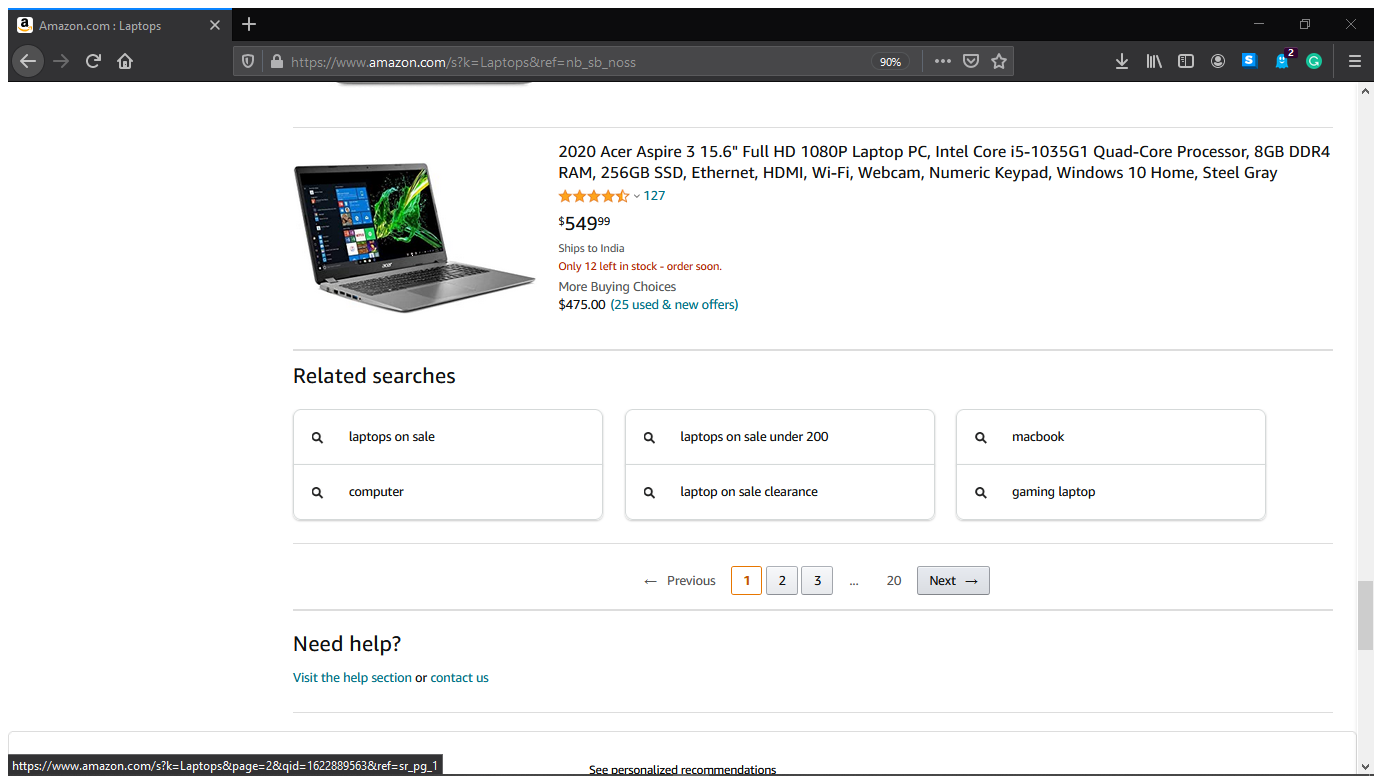 Amazon.com : Laptops
https://www.amazon.com/s?k=Laptops&ref=nb_sb_noss
90%
S
2
G
2020 Acer Aspire 3 15.6" Full HD 1080P Laptop PC, Intel Core i5-1035G1 Quad-Core Processor, 8GB DDR4
RAM, 256GB SSD, Ethernet, HDMI, Wi-Fi, Webcam, Numeric Keypad, Windows 10 Home, Steel Gray
127
$549 99
Ships to India
Only 12 left in stock - order soon.
More Buying Choices
$475.00 (25 used & new offers)
acer
Related searches
laptops on sale
laptops on sale under 200
macbook
computer
laptop on sale clearance
gaming laptop
← Previous 1 2 3 ... 20 Next →
Need help?
Visit the help section or contact us
See personalized recommendations
https://www.amazon.com/s?k=Laptops&page=2&qid=1622889563&ref=sr_pg_1